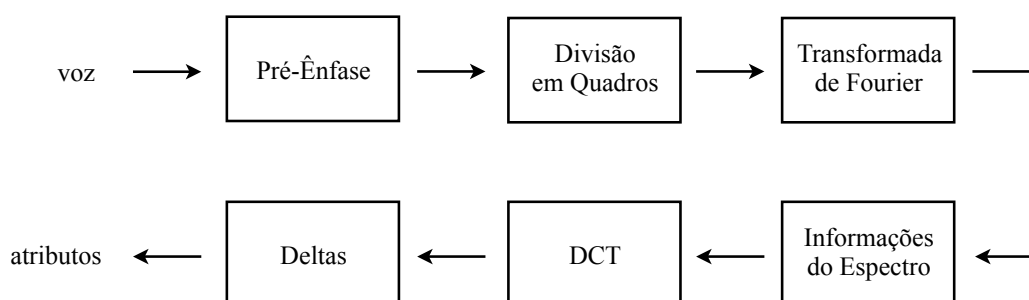 voz
Pré-Ênfase
Divisão
em Quadros
Transformada
de Fourier
Informações
do Espectro
DCT
Deltas
atributos